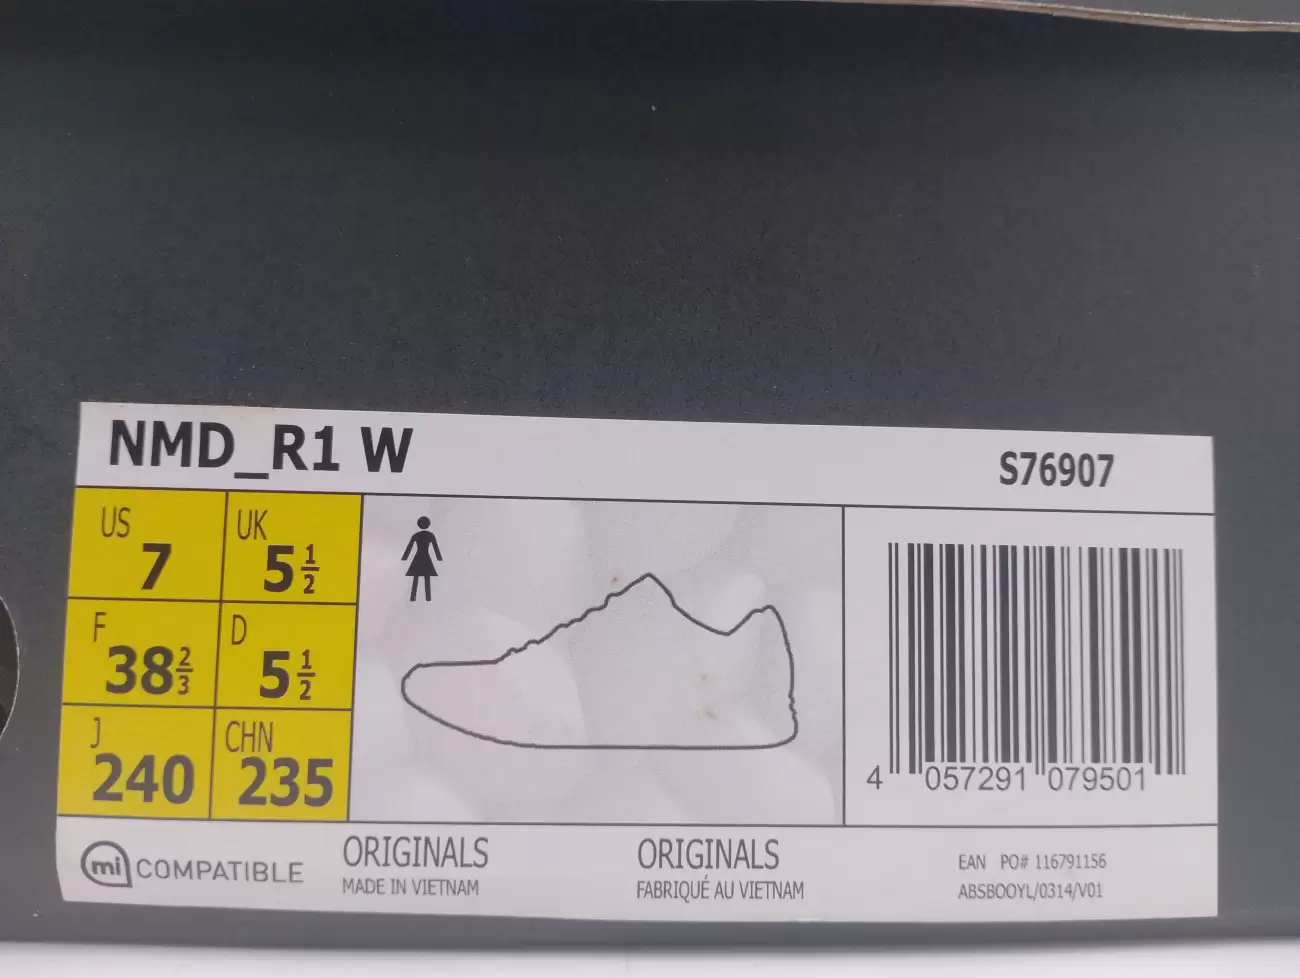 NMD_R1 W
S76907
US 7
UK 5 1/2
F 38 2/3
D 5 1/2
J 240
CHN 235
4 057291 079501
mi COMPATIBLE
ORIGINALS
MADE IN VIETNAM
ORIGINALS
FABRIQUÉ AU VIETNAM
EAN PO# 116791156
ABSBOOYL/0314/V01